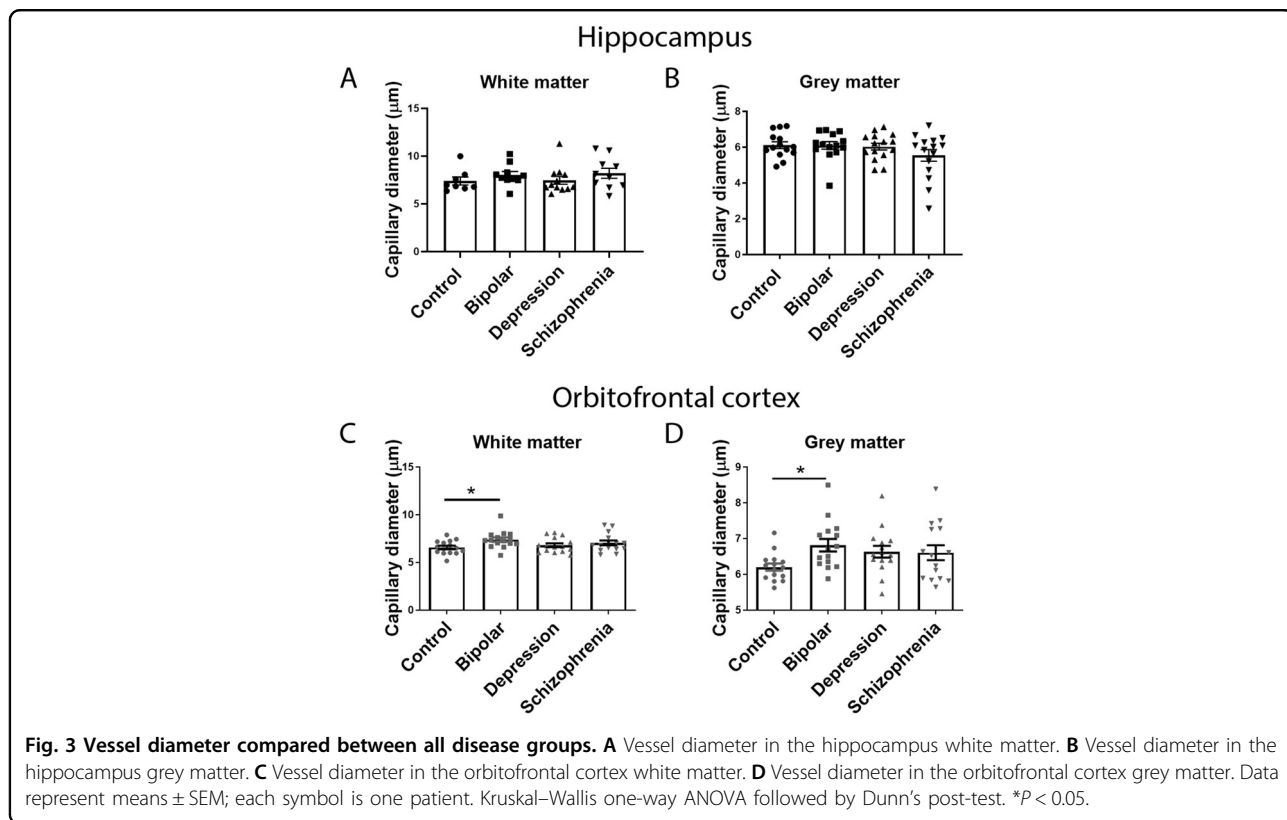 Hippocampus
A
White matter
Capillary diameter (μm)
15
10
5
0
Control
Bipolar
Depression
Schizophrenia
B
Grey matter
Capillary diameter (μm)
8
6
4
2
0
Control
Bipolar
Depression
Schizophrenia
Orbitofrontal cortex
C
White matter
Capillary diameter (μm)
15
10
5
0
*
Control
Bipolar
Depression
Schizophrenia
D
Grey matter
Capillary diameter (μm)
9
8
7
6
5
*
Control
Bipolar
Depression
Schizophrenia
Fig. 3 Vessel diameter compared between all disease groups. A Vessel diameter in the hippocampus white matter. B Vessel diameter in the
hippocampus grey matter. C Vessel diameter in the orbitofrontal cortex white matter. D Vessel diameter in the orbitofrontal cortex grey matter. Data
represent means ± SEM; each symbol is one patient. Kruskal–Wallis one-way ANOVA followed by Dunn's post-test. *P < 0.05.